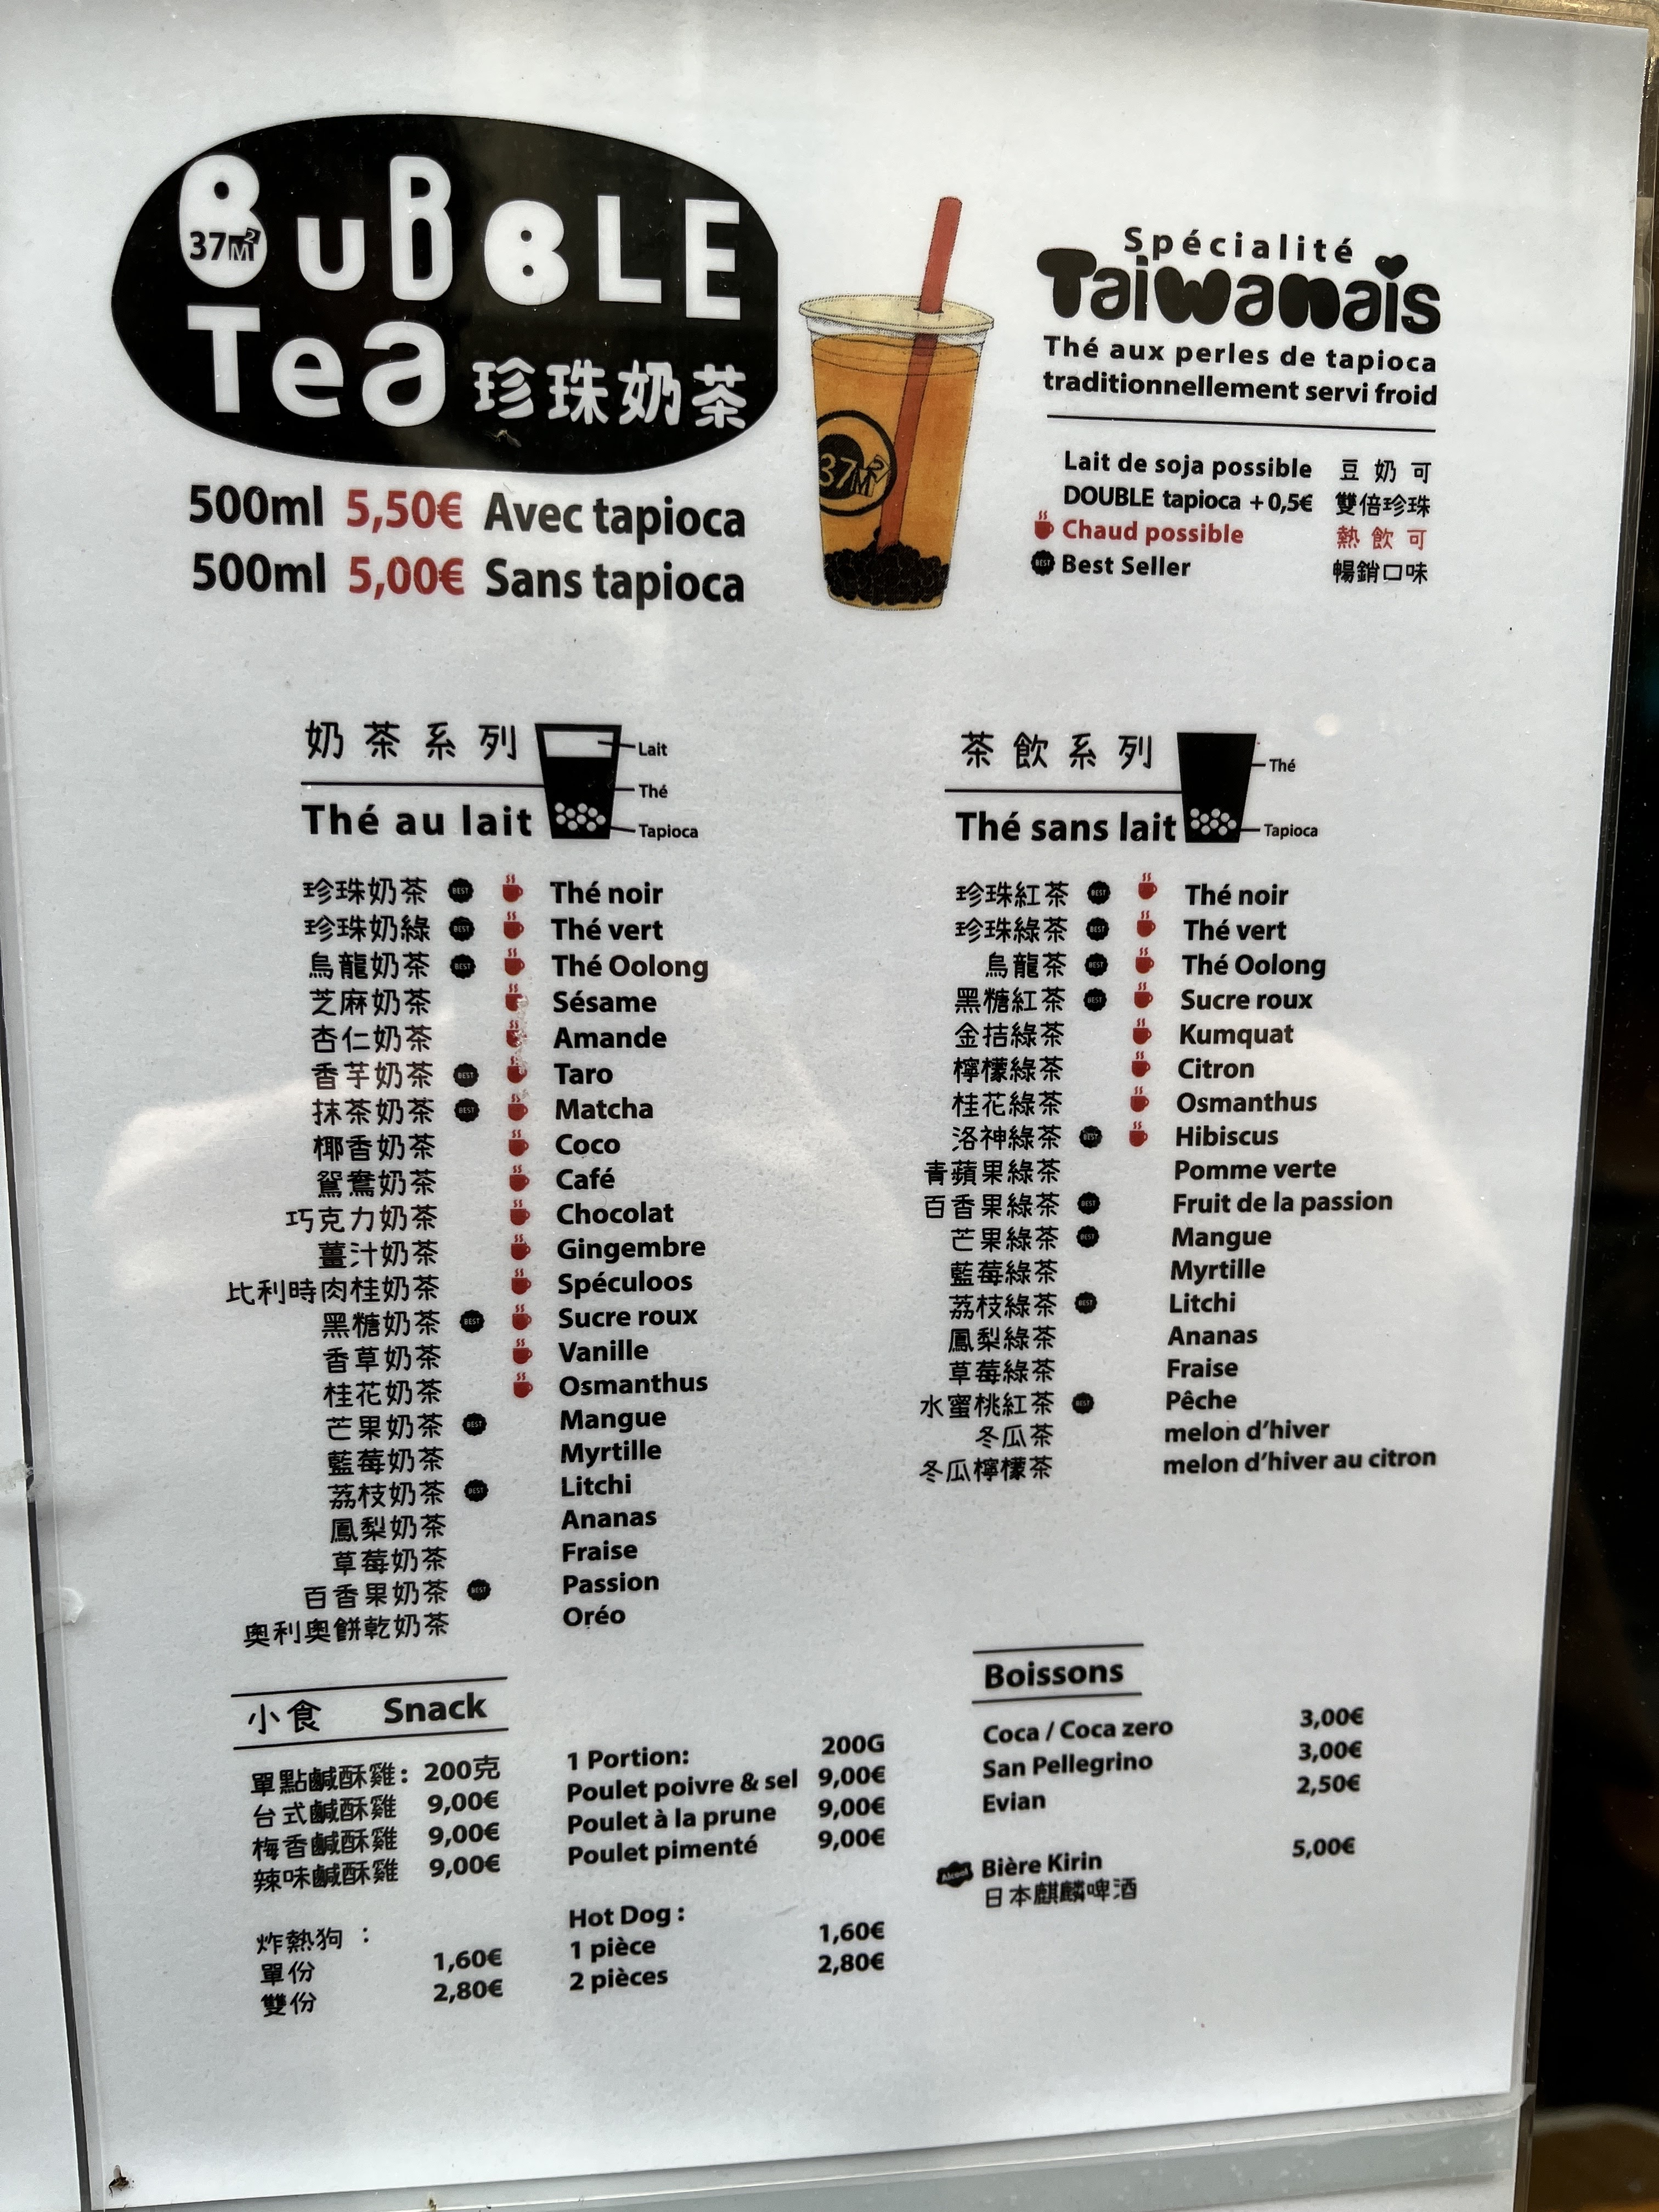 BuBBLE
37M²
Tea 珍珠奶茶
500ml 5,50€ Avec tapioca
500ml 5,00€ Sans tapioca
37M²
Spécialité
Taiwanais
Thé aux perles de tapioca
traditionnellement servi froid
Lait de soja possible 豆奶可
DOUBLE tapioca +0,5€ 雙倍珍珠
Chaud possible 熱飲可
BEST Best Seller 暢銷口味
奶茶系列
Thé au lait
Lait
Thé
Tapioca
珍珠奶茶 BEST Thé noir
珍珠奶綠 BEST Thé vert
烏龍奶茶 BEST Thé Oolong
芝麻奶茶 Sésame
杏仁奶茶 Amande
香芋奶茶 BEST Taro
抹茶奶茶 BEST Matcha
椰香奶茶 Coco
鴛鴦奶茶 Café
巧克力奶茶 Chocolat
薑汁奶茶 Gingembre
比利時肉桂奶茶 Spéculoos
黑糖奶茶 BEST Sucre roux
香草奶茶 Vanille
桂花奶茶 Osmanthus
芒果奶茶 BEST Mangue
藍莓奶茶 Myrtille
荔枝奶茶 BEST Litchi
鳳梨奶茶 Ananas
草莓奶茶 Fraise
百香果奶茶 BEST Passion
奧利奧餅乾奶茶 Oréo
茶飲系列
Thé sans lait
Thé
Tapioca
珍珠紅茶 BEST Thé noir
珍珠綠茶 BEST Thé vert
烏龍茶 BEST Thé Oolong
黑糖紅茶 BEST Sucre roux
金桔綠茶 Kumquat
檸檬綠茶 Citron
桂花綠茶 Osmanthus
洛神綠茶 BEST Hibiscus
青蘋果綠茶 Pomme verte
百香果綠茶 BEST Fruit de la passion
芒果綠茶 BEST Mangue
藍莓綠茶 Myrtille
荔枝綠茶 BEST Litchi
鳳梨綠茶 Ananas
草莓綠茶 Fraise
水蜜桃紅茶 BEST Pêche
冬瓜茶 melon d'hiver
冬瓜檸檬茶 melon d'hiver au citron
小食 Snack
單點鹹酥雞: 200克
台式鹹酥雞 9,00€
梅香鹹酥雞 9,00€
辣味鹹酥雞 9,00€
炸熱狗 :
單份 1,60€
雙份 2,80€
1 Portion: 200G
Poulet poivre & sel 9,00€
Poulet à la prune 9,00€
Poulet pimenté 9,00€
Hot Dog :
1 pièce 1,60€
2 pièces 2,80€
Boissons
Coca / Coca zero 3,00€
San Pellegrino 3,00€
Evian 2,50€
Alcool Bière Kirin 5,00€
日本麒麟啤酒